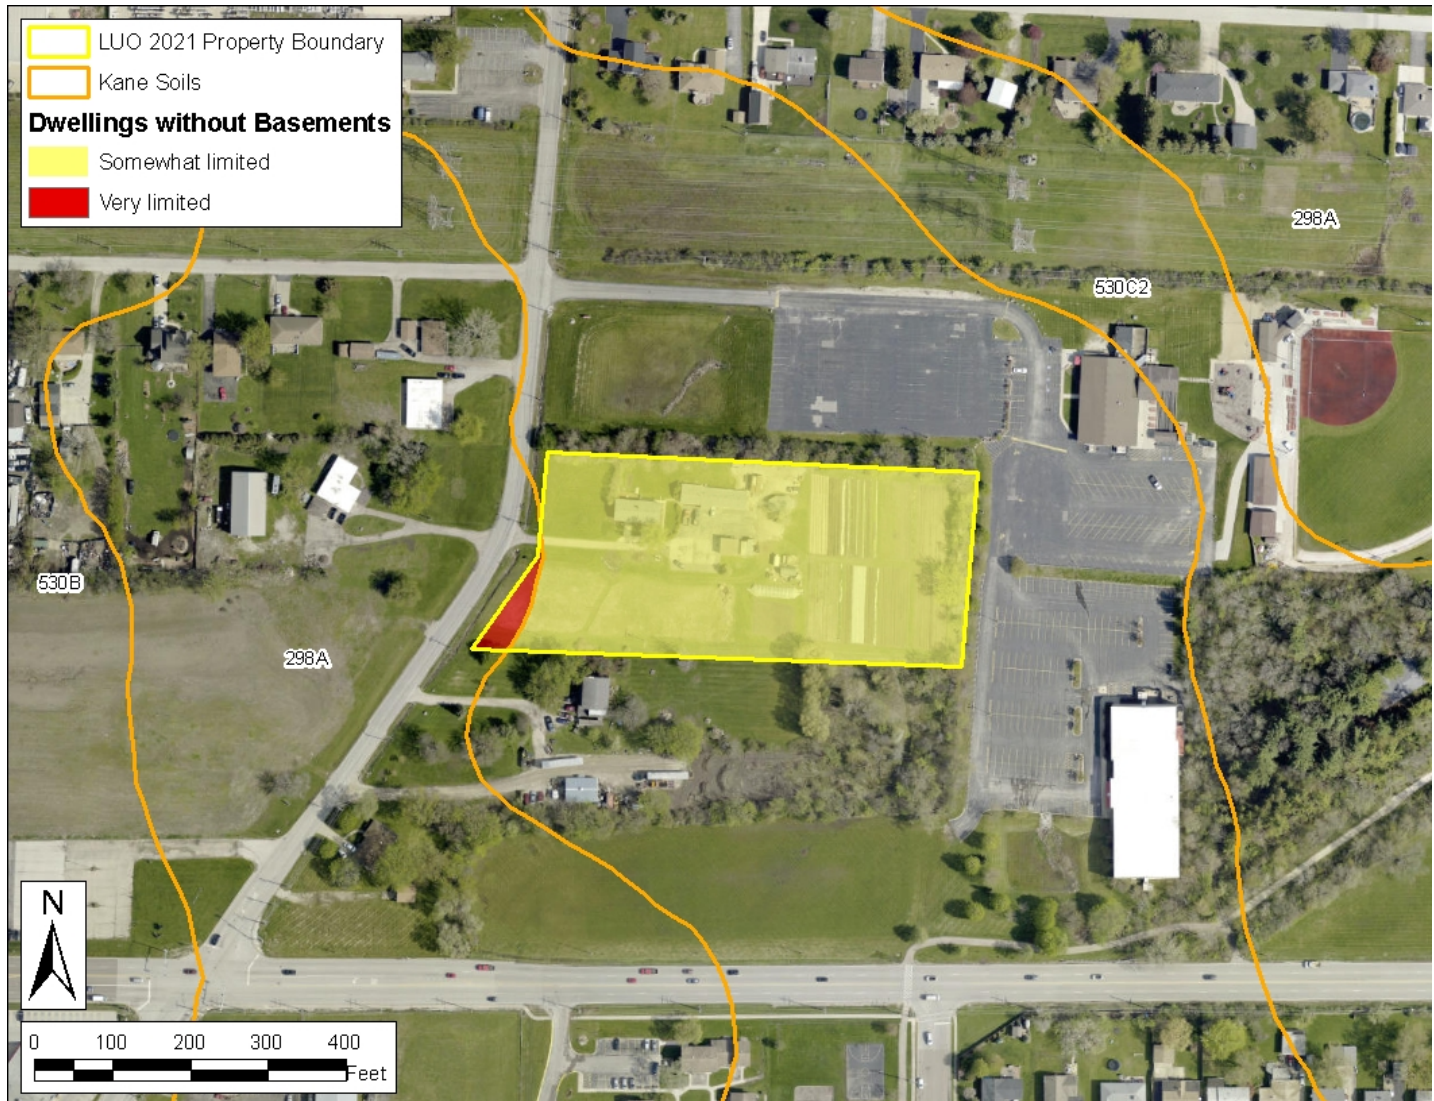 LUO 2021 Property Boundary
Kane Soils
Dwellings without Basements
Somewhat limited
Very limited
298A
530C2
530B
298A
N
0 100 200 300 400
Feet